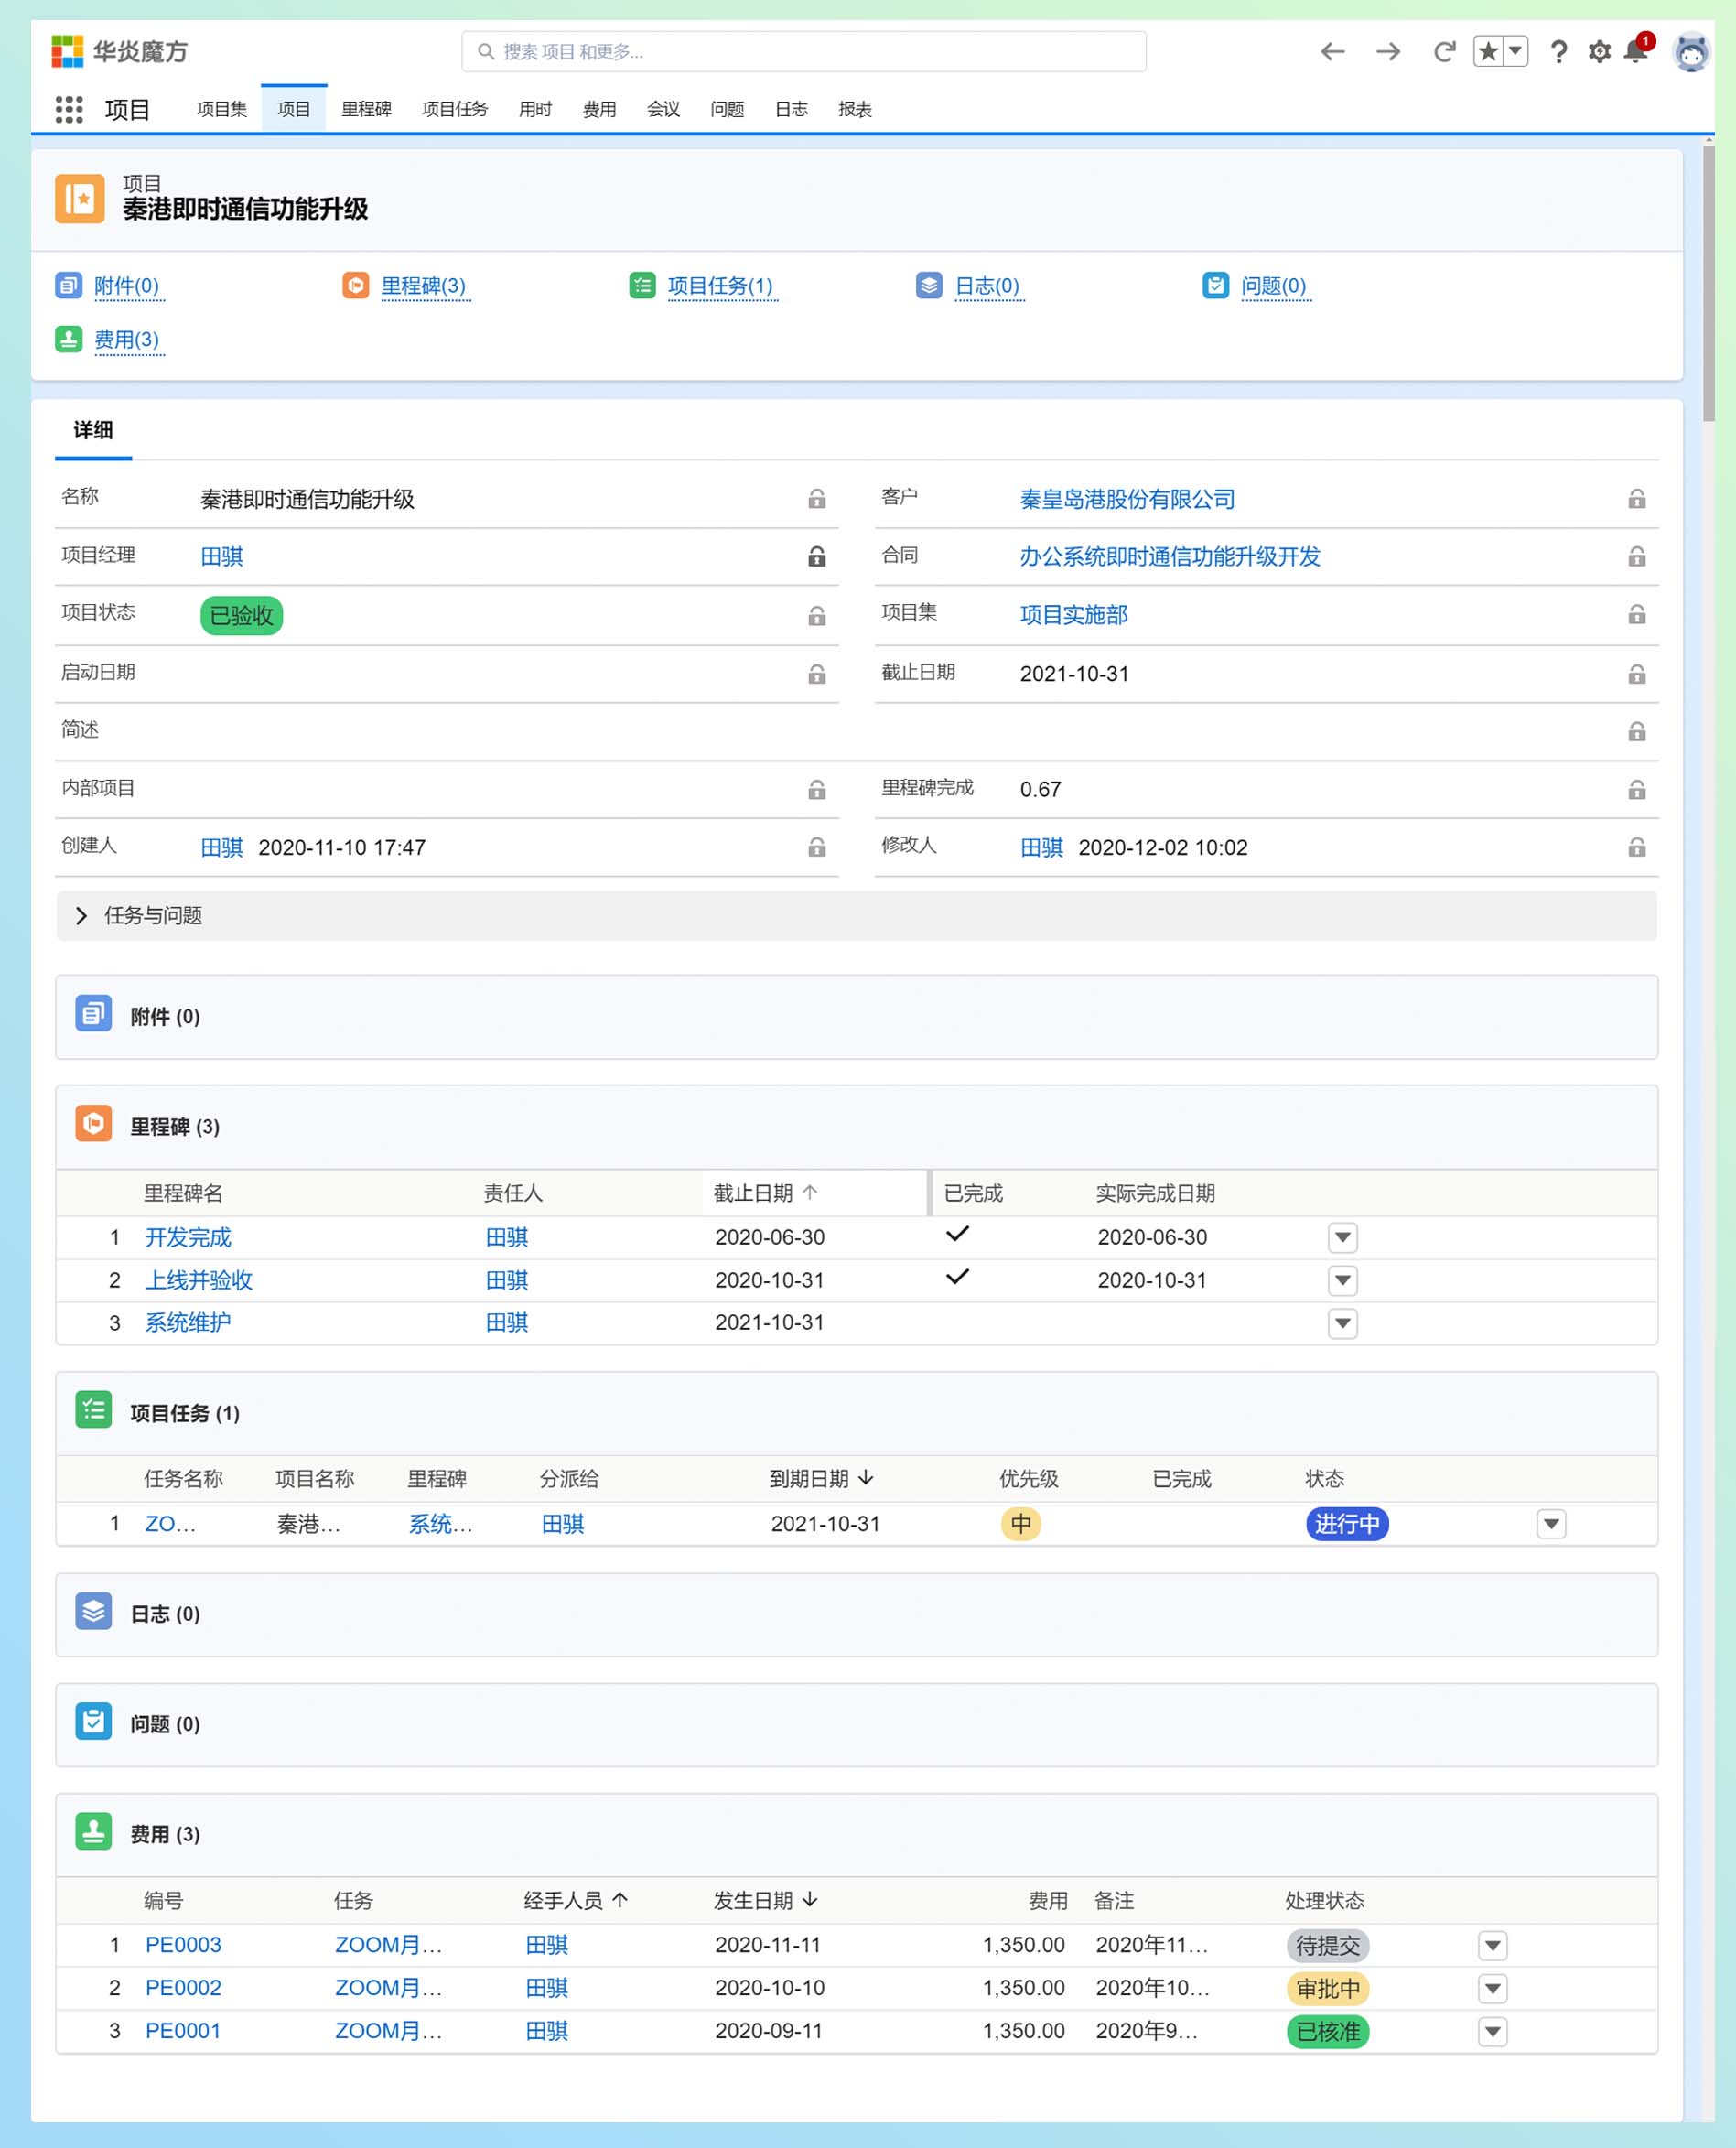 华炎魔方
搜索 项目 和更多...
1
项目 项目集 项目 里程碑 项目任务 用时 费用 会议 问题 日志 报表
项目
秦港即时通信功能升级
附件(0) 里程碑(3) 项目任务(1) 日志(0) 问题(0)
费用(3)
详细
名称 秦港即时通信功能升级 客户 秦皇岛港股份有限公司
项目经理 田骐 合同 办公系统即时通信功能升级开发
项目状态 已验收 项目集 项目实施部
启动日期 截止日期 2021-10-31
简述
内部项目 里程碑完成 0.67
创建人 田骐 2020-11-10 17:47 修改人 田骐 2020-12-02 10:02
任务与问题
附件 (0)
里程碑 (3)
里程碑名 责任人 截止日期 已完成 实际完成日期
1 开发完成 田骐 2020-06-30 2020-06-30
2 上线并验收 田骐 2020-10-31 2020-10-31
3 系统维护 田骐 2021-10-31
项目任务 (1)
任务名称 项目名称 里程碑 分派给 到期日期 优先级 已完成 状态
1 ZO... 秦港... 系统... 田骐 2021-10-31 中 进行中
日志 (0)
问题 (0)
费用 (3)
编号 任务 经手人员 发生日期 费用 备注 处理状态
1 PE0003 ZOOM月... 田骐 2020-11-11 1,350.00 2020年11... 待提交
2 PE0002 ZOOM月... 田骐 2020-10-10 1,350.00 2020年10... 审批中
3 PE0001 ZOOM月... 田骐 2020-09-11 1,350.00 2020年9... 已核准